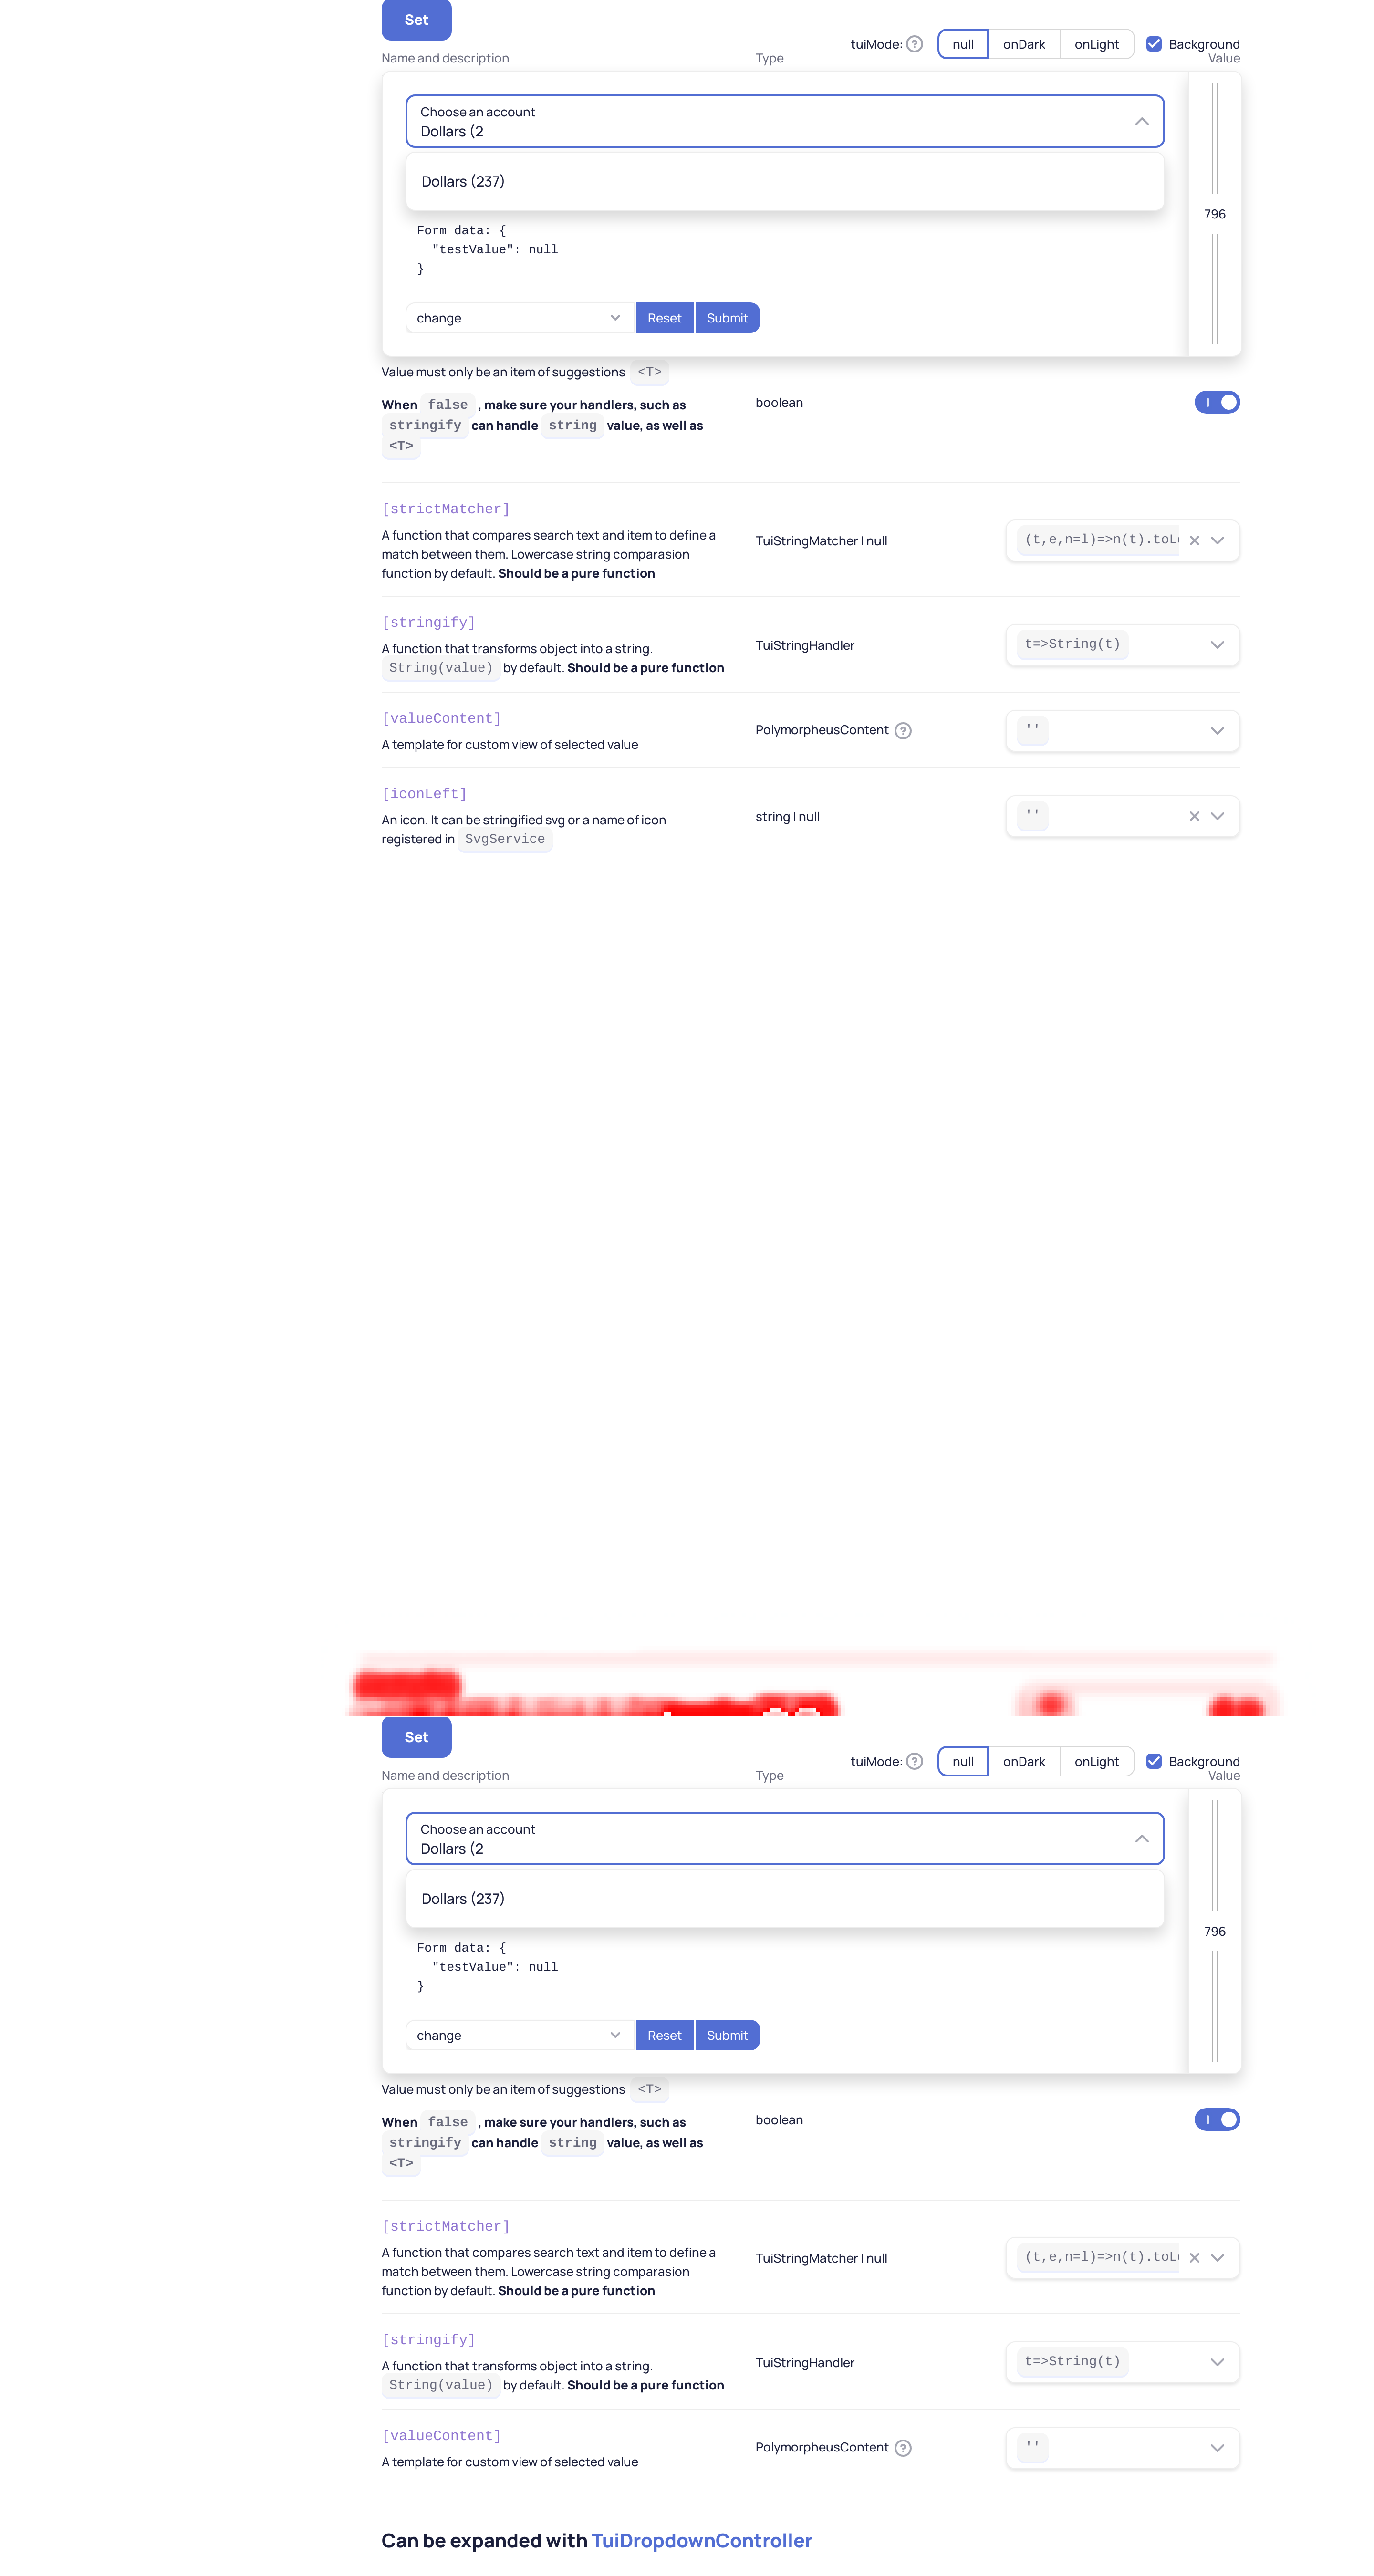 Set
tuiMode: ? null onDark onLight Background
Name and description Type Value
Choose an account
Dollars (2
Dollars (237)
796
Form data: {
"testValue": null
}
change Reset Submit
Value must only be an item of suggestions <T>
When false , make sure your handlers, such as
stringify can handle string value, as well as
<T>
boolean
[strictMatcher]
A function that compares search text and item to define a
match between them. Lowercase string comparasion
function by default. Should be a pure function
TuiStringMatcher | null
(t,e,n=l)=>n(t).toLo
[stringify]
A function that transforms object into a string.
String(value) by default. Should be a pure function
TuiStringHandler
t=>String(t)
[valueContent]
A template for custom view of selected value
PolymorpheusContent ?
''
[iconLeft]
An icon. It can be stringified svg or a name of icon
registered in SvgService
string | null
''
Set
tuiMode: ? null onDark onLight Background
Name and description Type Value
Choose an account
Dollars (2
Dollars (237)
796
Form data: {
"testValue": null
}
change Reset Submit
Value must only be an item of suggestions <T>
When false , make sure your handlers, such as
stringify can handle string value, as well as
<T>
boolean
[strictMatcher]
A function that compares search text and item to define a
match between them. Lowercase string comparasion
function by default. Should be a pure function
TuiStringMatcher | null
(t,e,n=l)=>n(t).toLo
[stringify]
A function that transforms object into a string.
String(value) by default. Should be a pure function
TuiStringHandler
t=>String(t)
[valueContent]
A template for custom view of selected value
PolymorpheusContent ?
''
Can be expanded with TuiDropdownController